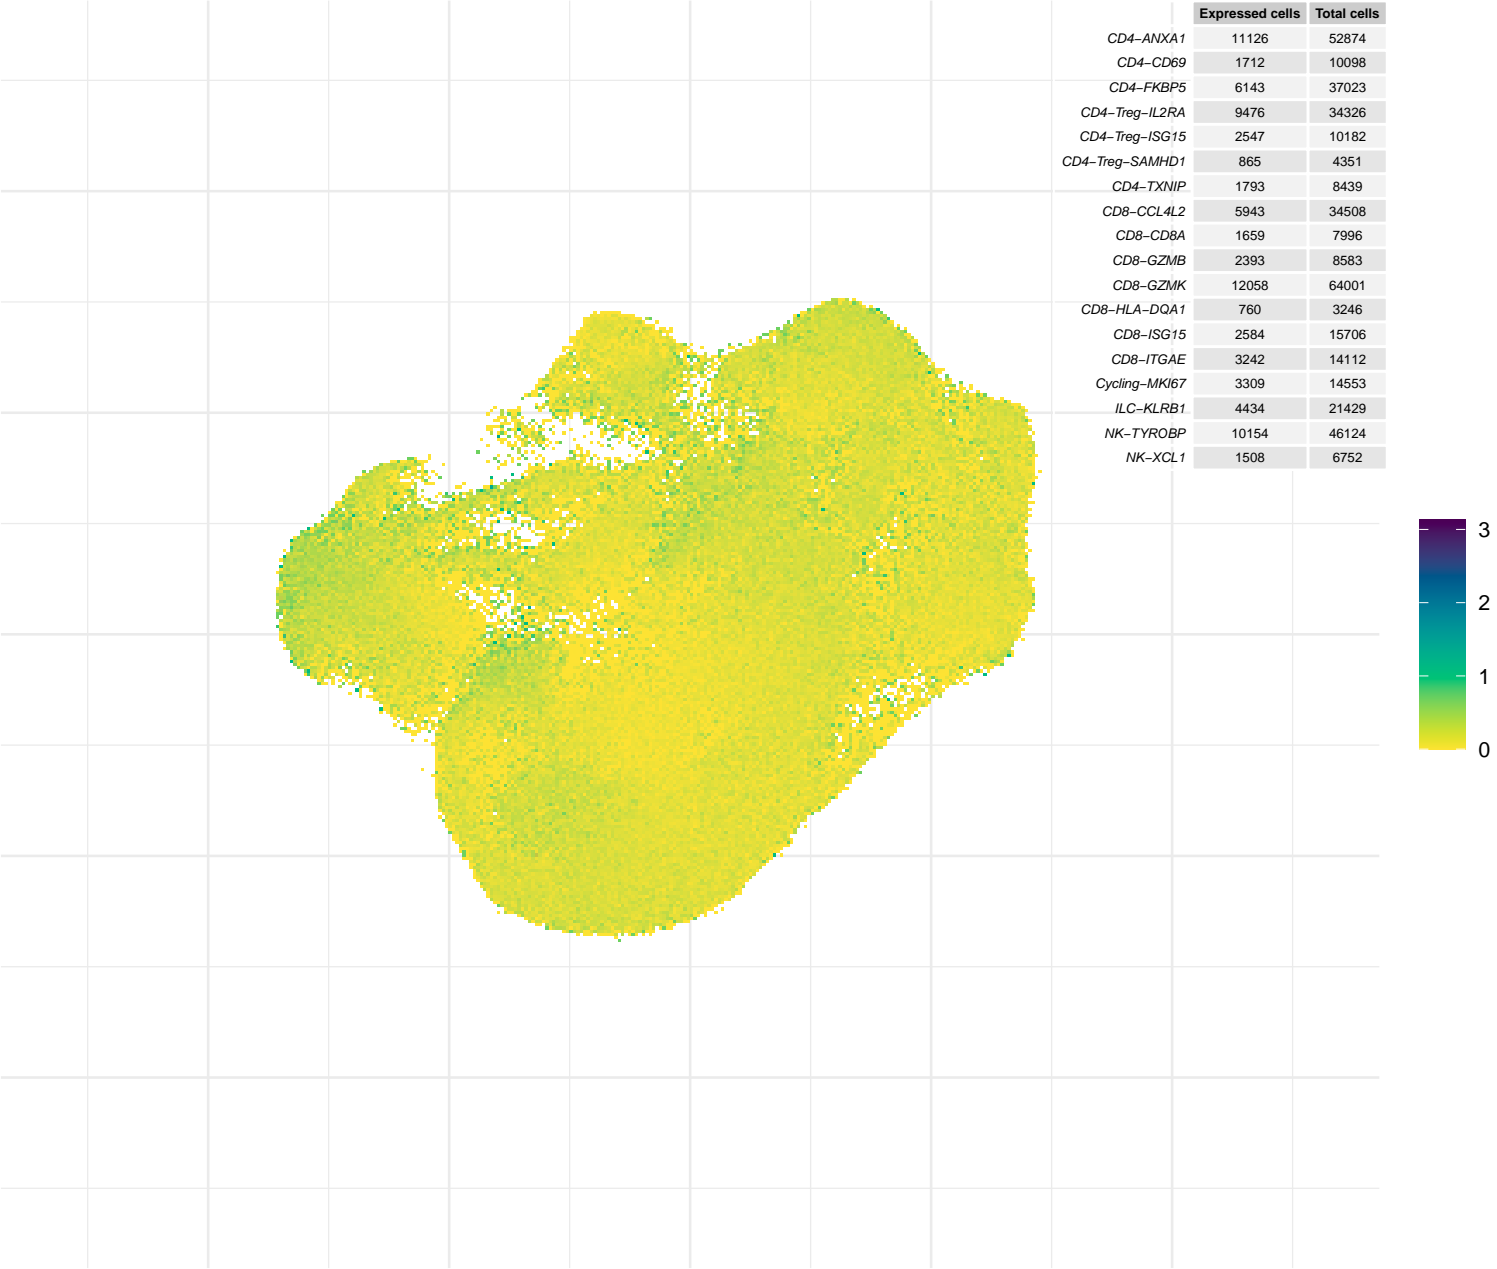 Expressed cells Total cells
CD4−ANXA1 11126 52874
CD4−CD69 1712 10098
CD4−FKBP5 6143 37023
CD4−Treg−IL2RA 9476 34326
CD4−Treg−ISG15 2547 10182
CD4−Treg−SAMHD1 865 4351
CD4−TXNIP 1793 8439
CD8−CCL4L2 5943 34508
CD8−CD8A 1659 7996
CD8−GZMB 2393 8583
CD8−GZMK 12058 64001
CD8−HLA−DQA1 760 3246
CD8−ISG15 2584 15706
CD8−ITGAE 3242 14112
Cycling−MKI67 3309 14553
ILC−KLRB1 4434 21429
NK−TYROBP 10154 46124
NK−XCL1 1508 6752
3
2
1
0